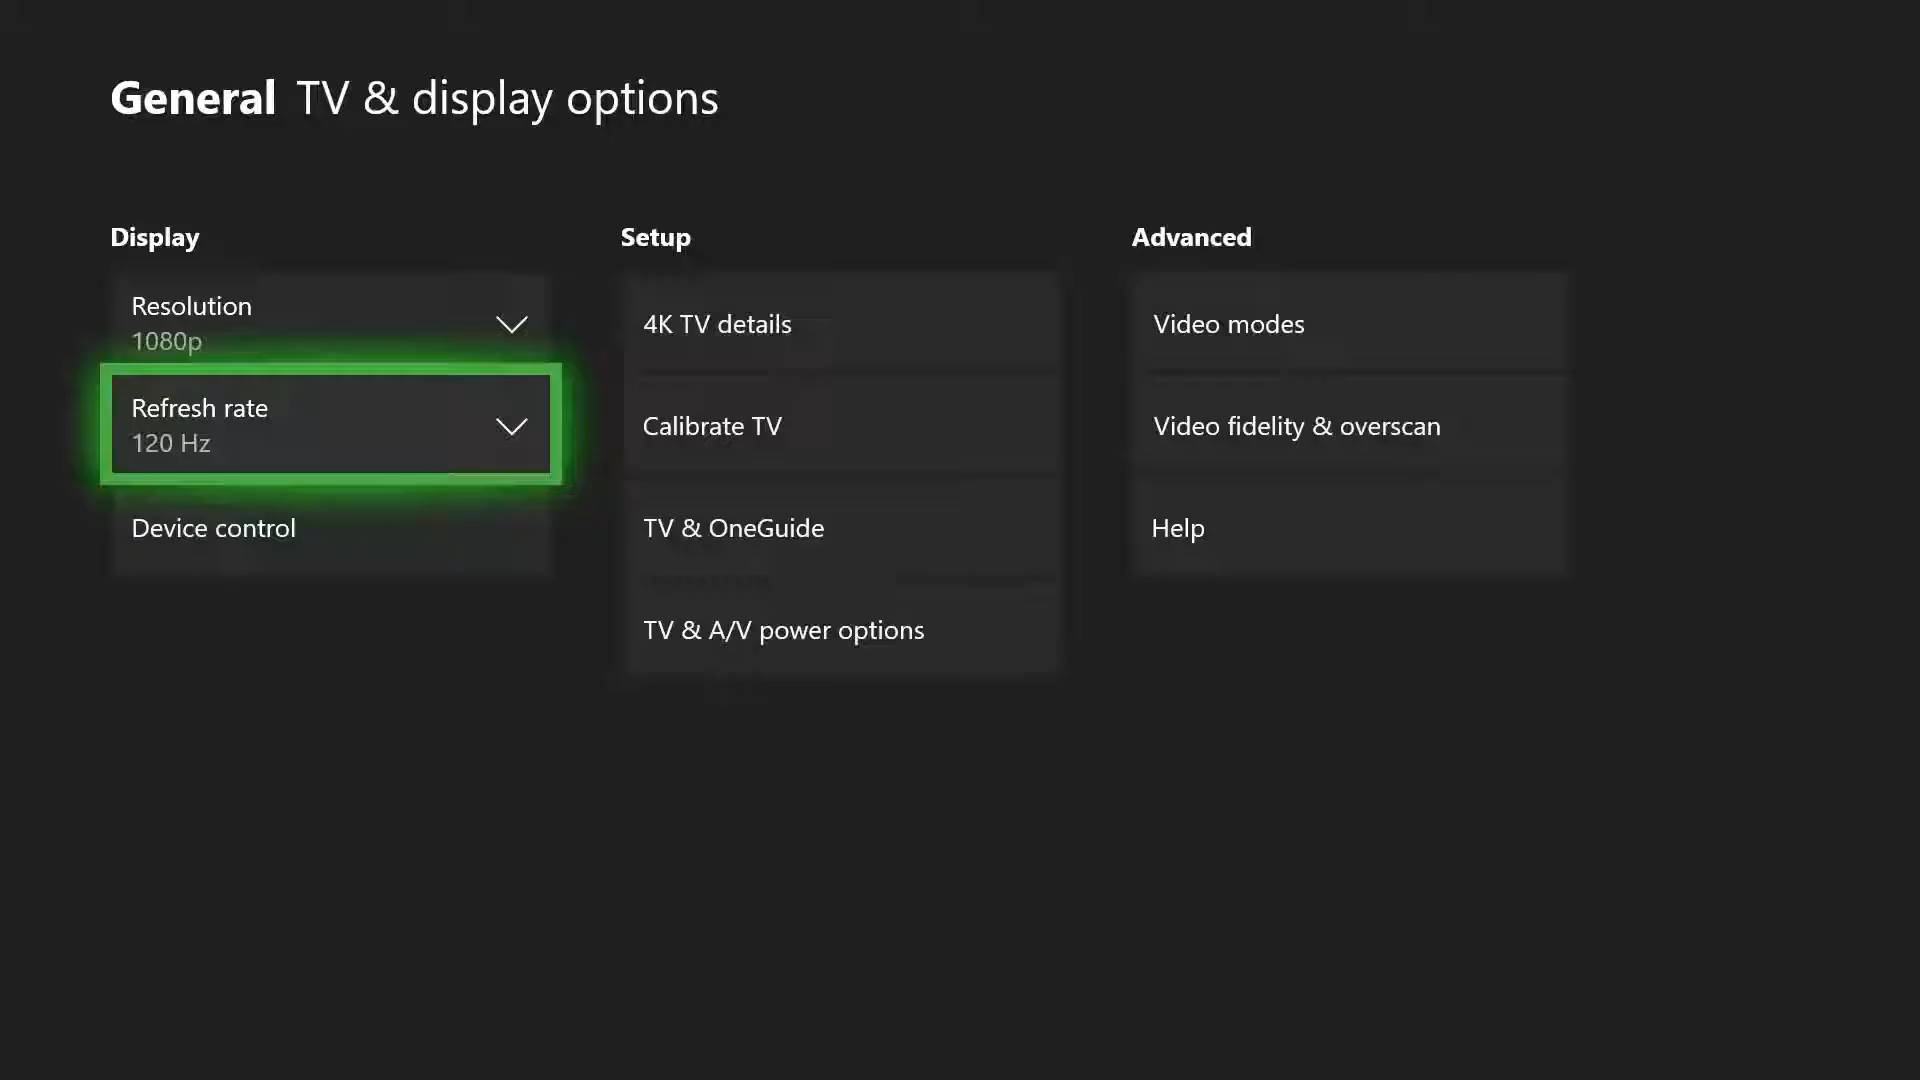 General TV & display options
Display
Resolution
1080p
Refresh rate
120 Hz
Device control
Setup
4K TV details
Calibrate TV
TV & OneGuide
TV & A/V power options
Advanced
Video modes
Video fidelity & overscan
Help